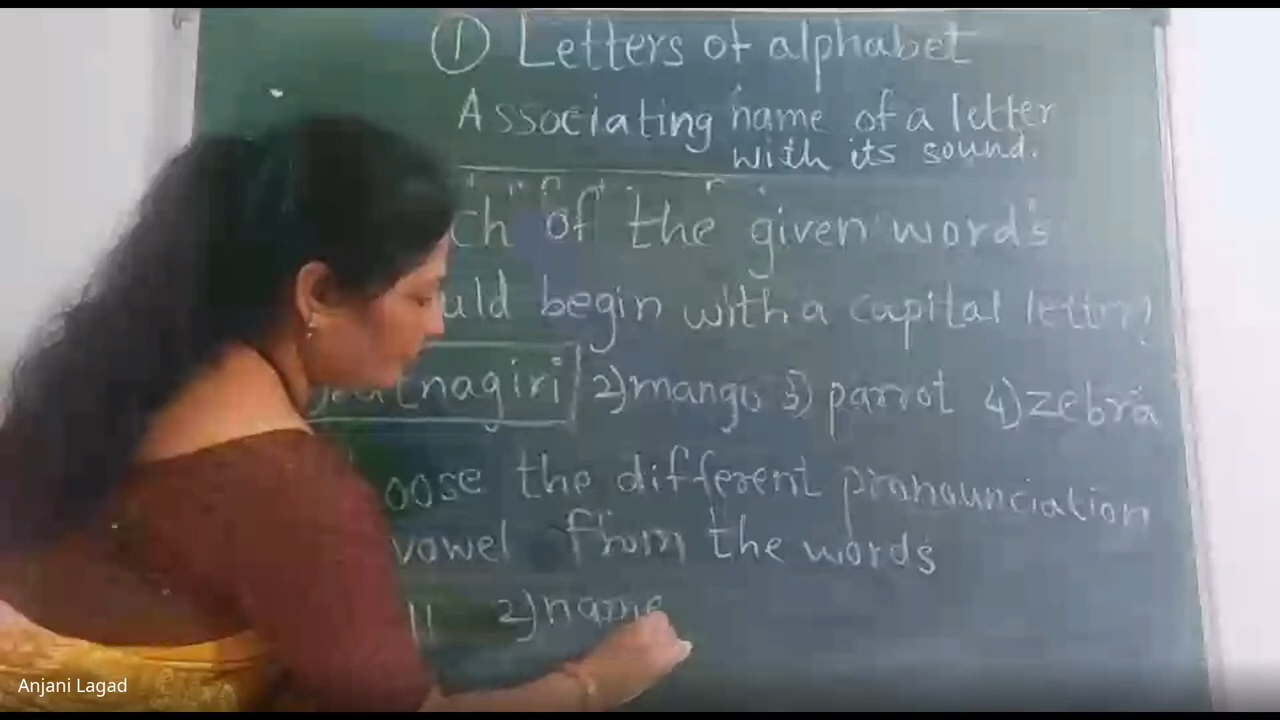 ① Letters of alphabet
Associating name of a letter
with its sound.
ch of the given words
uld begin with a capital letter?
Ratnagiri 2)mango 3) parrot 4)zebra
oose the different pronounciation
vowel from the words
ll 2)name
Anjani Lagad